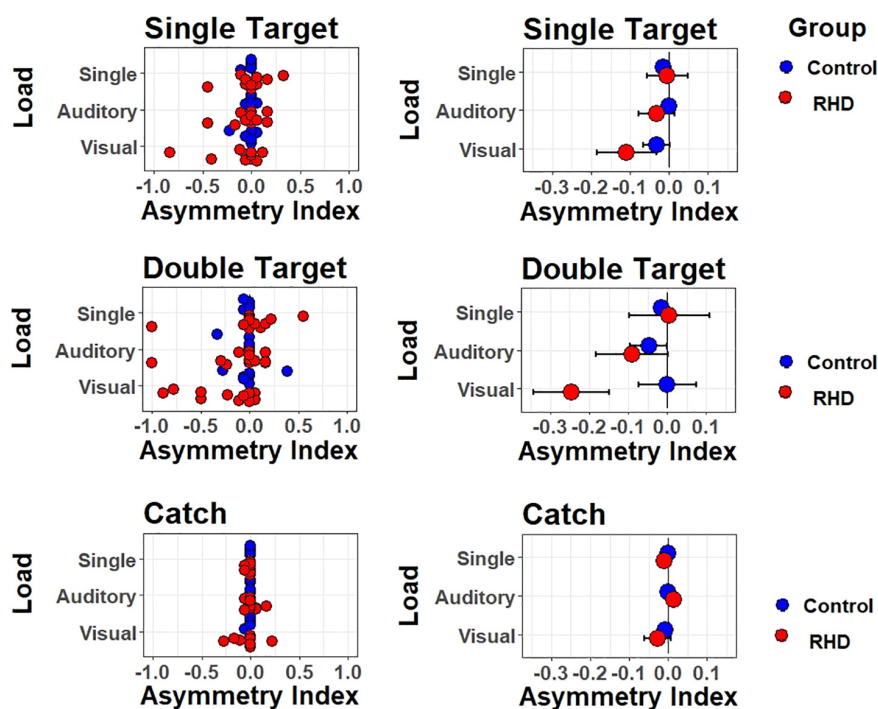 Single Target
Single Target
Group
Load
Single
Auditory
Visual
-1.0 -0.5 0.0 0.5 1.0
Asymmetry Index
Load
Single
Auditory
Visual
-0.3 -0.2 -0.1 0.0 0.1
Asymmetry Index
Control
RHD
Double Target
Double Target
Load
Single
Auditory
Visual
-1.0 -0.5 0.0 0.5 1.0
Asymmetry Index
Load
Single
Auditory
Visual
-0.3 -0.2 -0.1 0.0 0.1
Asymmetry Index
Control
RHD
Catch
Catch
Load
Single
Auditory
Visual
-1.0 -0.5 0.0 0.5 1.0
Asymmetry Index
Load
Single
Auditory
Visual
-0.3 -0.2 -0.1 0.0 0.1
Asymmetry Index
Control
RHD